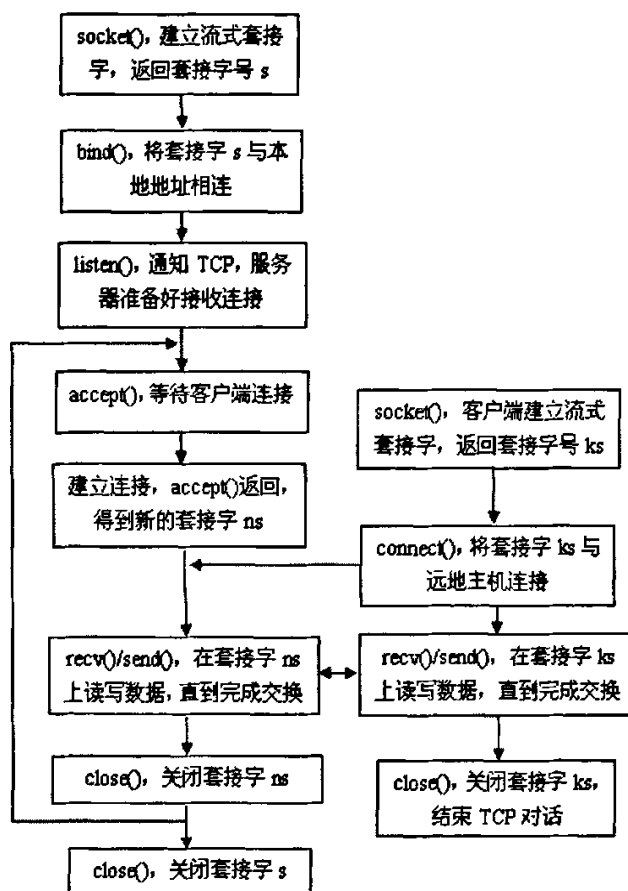 socket(), 建立流式套接
字, 返回套接字号 s
bind(), 将套接字 s 与本
地地址相连
listen(), 通知 TCP, 服务
器准备好接收连接
accept(), 等待客户端连接
建立连接, accept()返回,
得到新的套接字 ns
recv()/send(), 在套接字 ns
上读写数据, 直到完成交换
close(), 关闭套接字 ns
close(), 关闭套接字 s
socket(), 客户端建立流式
套接字, 返回套接字号 ks
connect(), 将套接字 ks 与
远地主机连接
recv()/send(), 在套接字 ks
上读写数据, 直到完成交换
close(), 关闭套接字 ks,
结束 TCP 对话